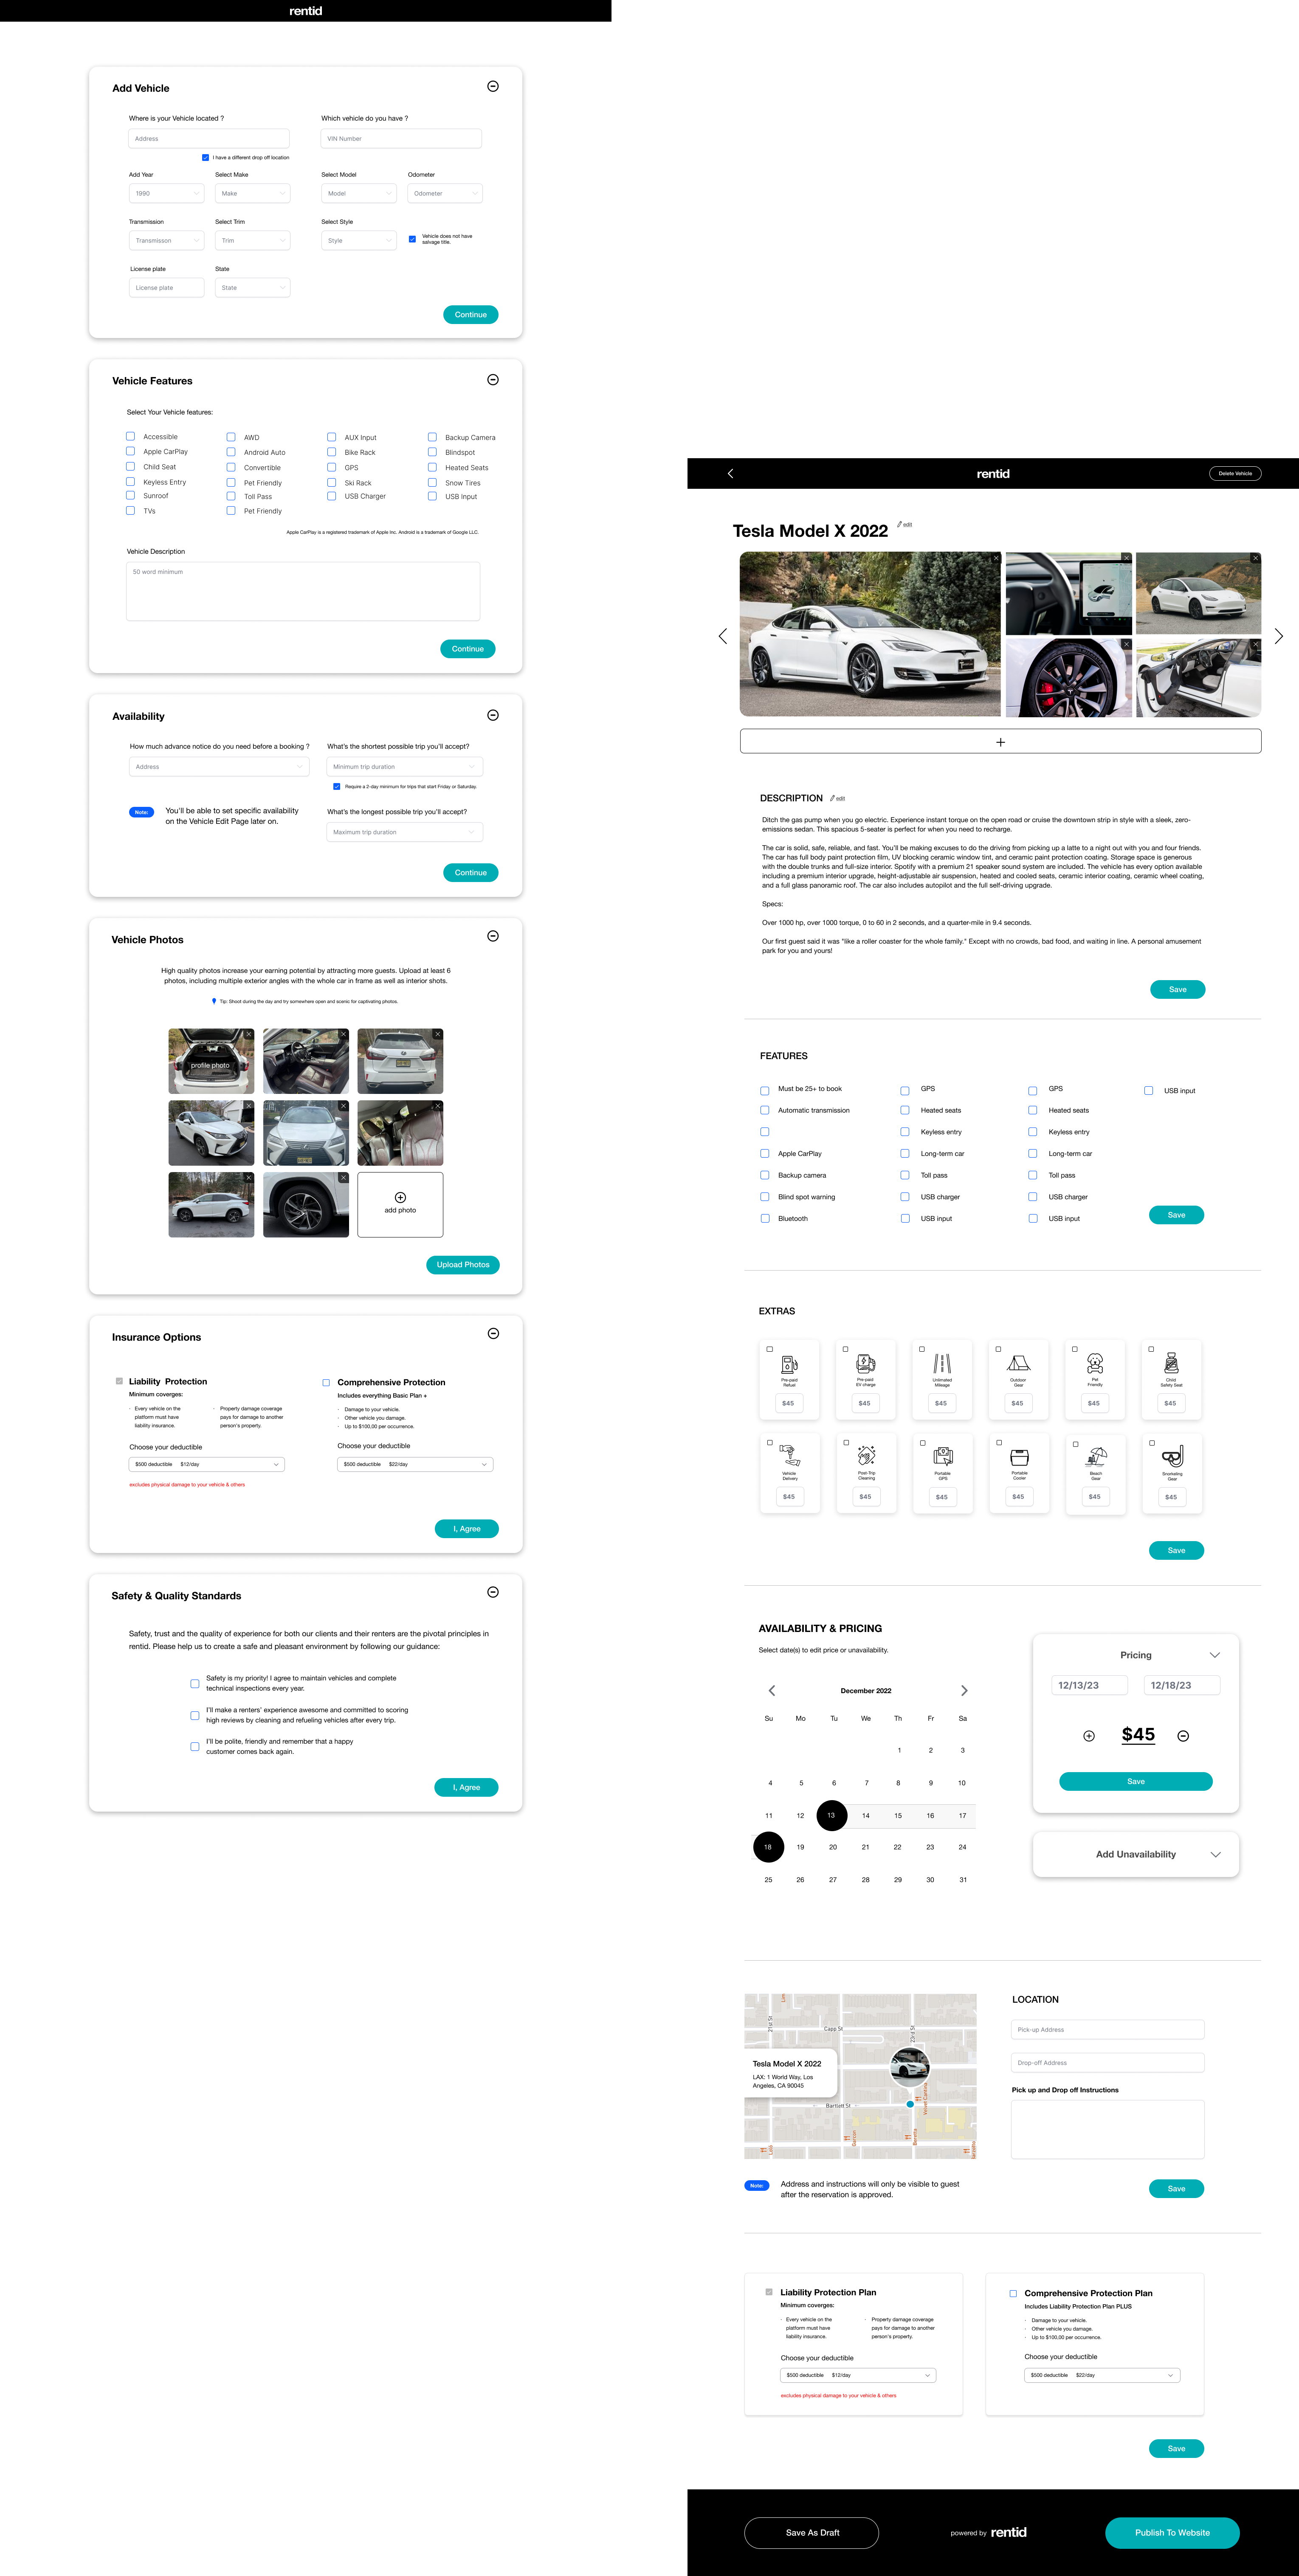 rentid
Add Vehicle
Where is your Vehicle located ?
Which vehicle do you have ?
Address
VIN Number
I have a different drop off location
Add Year
Select Make
Select Model
Odometer
1990
Make
Model
Odometer
Transmission
Select Trim
Select Style
Transmisson
Trim
Style
Vehicle does not have
salvage title.
License plate
State
License plate
State
Continue
Vehicle Features
Select Your Vehicle features:
Accessible
AWD
AUX Input
Backup Camera
Apple CarPlay
Android Auto
Bike Rack
Blindspot
Child Seat
Convertible
GPS
Heated Seats
Keyless Entry
Pet Friendly
Ski Rack
Snow Tires
Sunroof
Toll Pass
USB Charger
USB Input
TVs
Pet Friendly
Apple CarPlay is a registered trademark of Apple Inc. Android is a trademark of Google LLC.
Vehicle Description
50 word minimum
Continue
Availability
How much advance notice do you need before a booking ?
What's the shortest possible trip you'll accept?
Address
Minimum trip duration
Require a 2-day minimum for trips that start Friday or Saturday.
Note:
You'll be able to set specific availability
on the Vehicle Edit Page later on.
What's the longest possible trip you'll accept?
Maximum trip duration
Continue
Vehicle Photos
High quality photos increase your earning potential by attracting more guests. Upload at least 6
photos, including multiple exterior angles with the whole car in frame as well as interior shots.
Tip: Shoot during the day and try somewhere open and scenic for captivating photos.
profile photo
add photo
Upload Photos
Insurance Options
Liability Protection
Minimum coverges:
Every vehicle on the
platform must have
liability insurance.
Property damage coverage
pays for damage to another
person's property.
Choose your deductible
$500 deductible $12/day
excludes physical damage to your vehicle & others
Comprehensive Protection
Includes everything Basic Plan +
Damage to your vehicle.
Other vehicle you damage.
Up to $100,00 per occurrence.
Choose your deductible
$500 deductible $22/day
I, Agree
Safety & Quality Standards
Safety, trust and the quality of experience for both our clients and their renters are the pivotal principles in
rentid. Please help us to create a safe and pleasant environment by following our guidance:
Safety is my priority! I agree to maintain vehicles and complete
technical inspections every year.
I'll make a renters' experience awesome and committed to scoring
high reviews by cleaning and refueling vehicles after every trip.
I'll be polite, friendly and remember that a happy
customer comes back again.
I, Agree
rentid
Delete Vehicle
Tesla Model X 2022
edit
+
DESCRIPTION
edit
Ditch the gas pump when you go electric. Experience instant torque on the open road or cruise the downtown strip in style with a sleek, zero-
emissions sedan. This spacious 5-seater is perfect for when you need to recharge.
The car is solid, safe, reliable, and fast. You'll be making excuses to do the driving from picking up a latte to a night out with you and four friends.
The car has full body paint protection film, UV blocking ceramic window tint, and ceramic paint protection coating. Storage space is generous
with the double trunks and full-size interior. Spotify with a premium 21 speaker sound system are included. The vehicle has every option available
including a premium interior upgrade, height-adjustable air suspension, heated and cooled seats, ceramic interior coating, ceramic wheel coating,
and a full glass panoramic roof. The car also includes autopilot and the full self-driving upgrade.
Specs:
Over 1000 hp, over 1000 torque, 0 to 60 in 2 seconds, and a quarter-mile in 9.4 seconds.
Our first guest said it was "like a roller coaster for the whole family." Except with no crowds, bad food, and waiting in line. A personal amusement
park for you and yours!
Save
FEATURES
Must be 25+ to book
GPS
GPS
USB input
Automatic transmission
Heated seats
Heated seats
Keyless entry
Keyless entry
Apple CarPlay
Long-term car
Long-term car
Backup camera
Toll pass
Toll pass
Blind spot warning
USB charger
USB charger
Bluetooth
USB input
USB input
Save
EXTRAS
Pre-paid
Refuel
$45
Pre-paid
EV charge
$45
Unlimated
Mileage
$45
Outdoor
Gear
$45
Pet
Friendly
$45
Child
Safety Seat
$45
Vehicle
Delivery
$45
Post-Trip
Cleaning
$45
Portable
GPS
$45
Portable
Cooler
$45
Beach
Gear
$45
Snorkeling
Gear
$45
Save
AVAILABILITY & PRICING
Select date(s) to edit price or unavailability.
December 2022
Su Mo Tu We Th Fr Sa
1 2 3
4 5 6 7 8 9 10
11 12 13 14 15 16 17
18 19 20 21 22 23 24
25 26 27 28 29 30 31
Pricing
12/13/23
12/18/23
$45
Save
Add Unavailability
21st St
Capp St
23rd St
Bartlett St
Tesla Model X 2022
LAX: 1 World Way, Los
Angeles, CA 90045
Note:
Address and instructions will only be visible to guest
after the reservation is approved.
LOCATION
Pick-up Address
Drop-off Address
Pick up and Drop off Instructions
Save
Liability Protection Plan
Minimum coverges:
Every vehicle on the
platform must have
liability insurance.
Property damage coverage
pays for damage to another
person's property.
Choose your deductible
$500 deductible $12/day
excludes physical damage to your vehicle & others
Comprehensive Protection Plan
Includes Liability Protection Plan PLUS
Damage to your vehicle.
Other vehicle you damage.
Up to $100,00 per occurrence.
Choose your deductible
$500 deductible $22/day
Save
Save As Draft
powered by rentid
Publish To Website